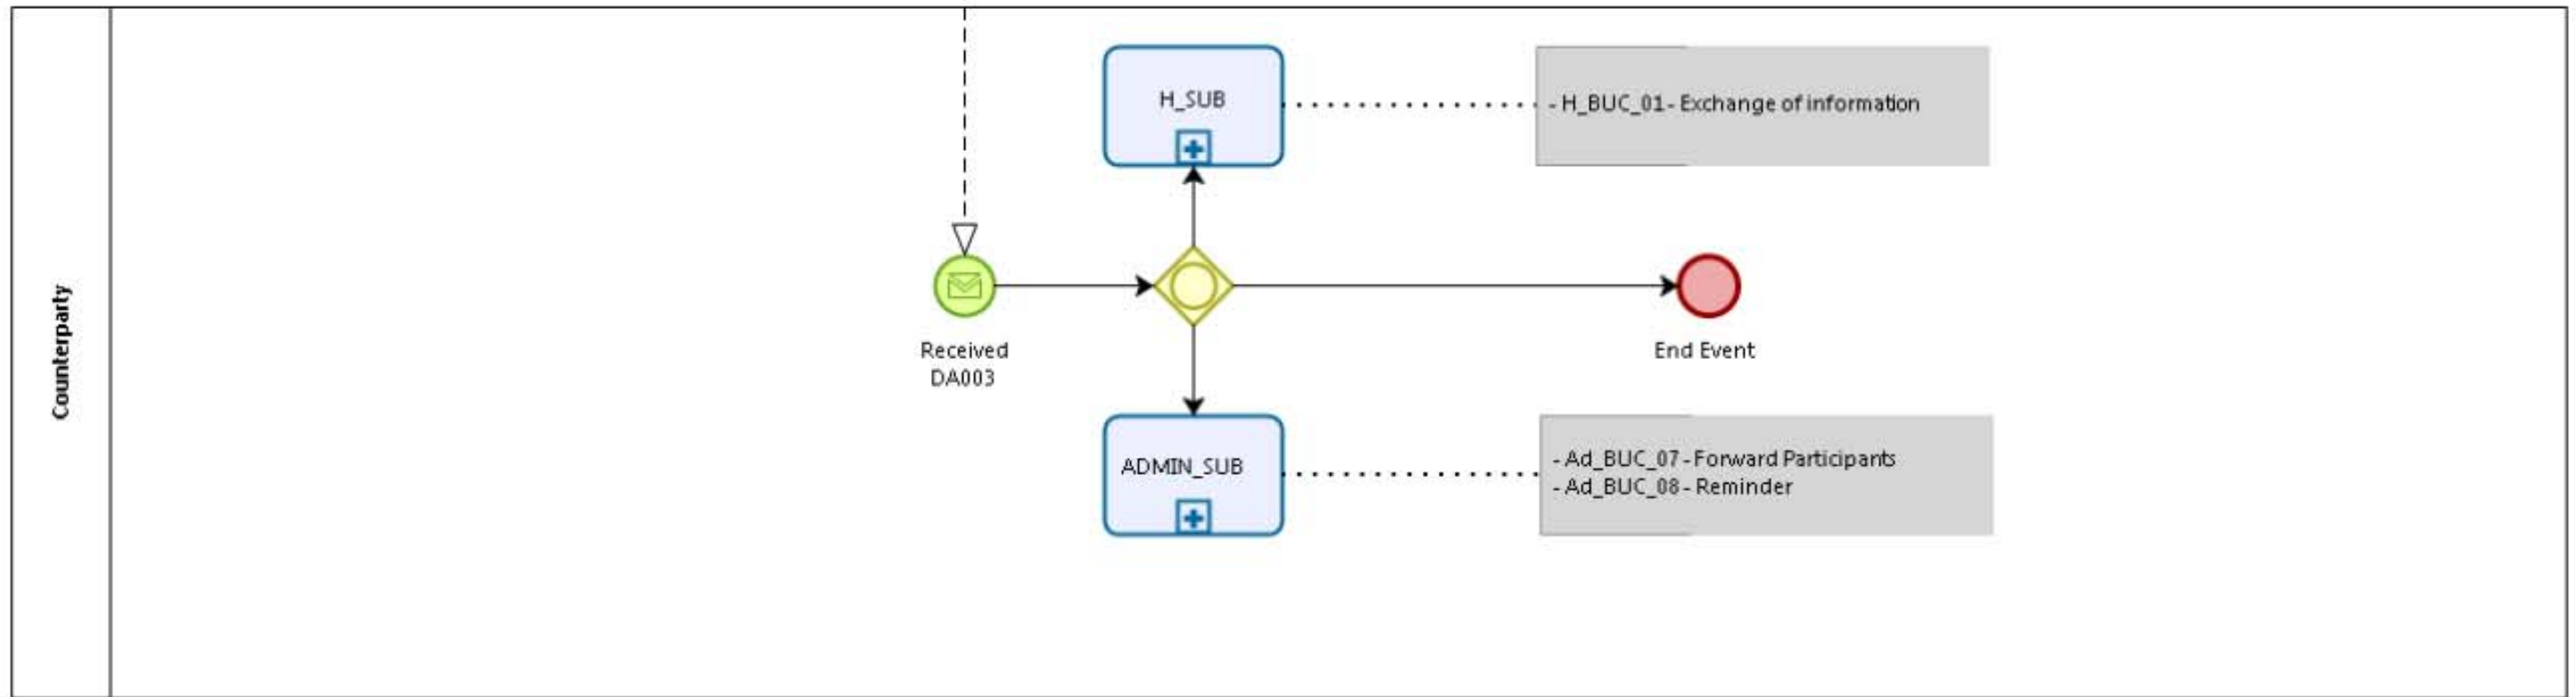 Counterparty
H_SUB
- H_BUC_01- Exchange of information
Received
DA003
End Event
ADMIN_SUB
- Ad_BUC_07 - Forward Participants
- Ad_BUC_08 - Reminder